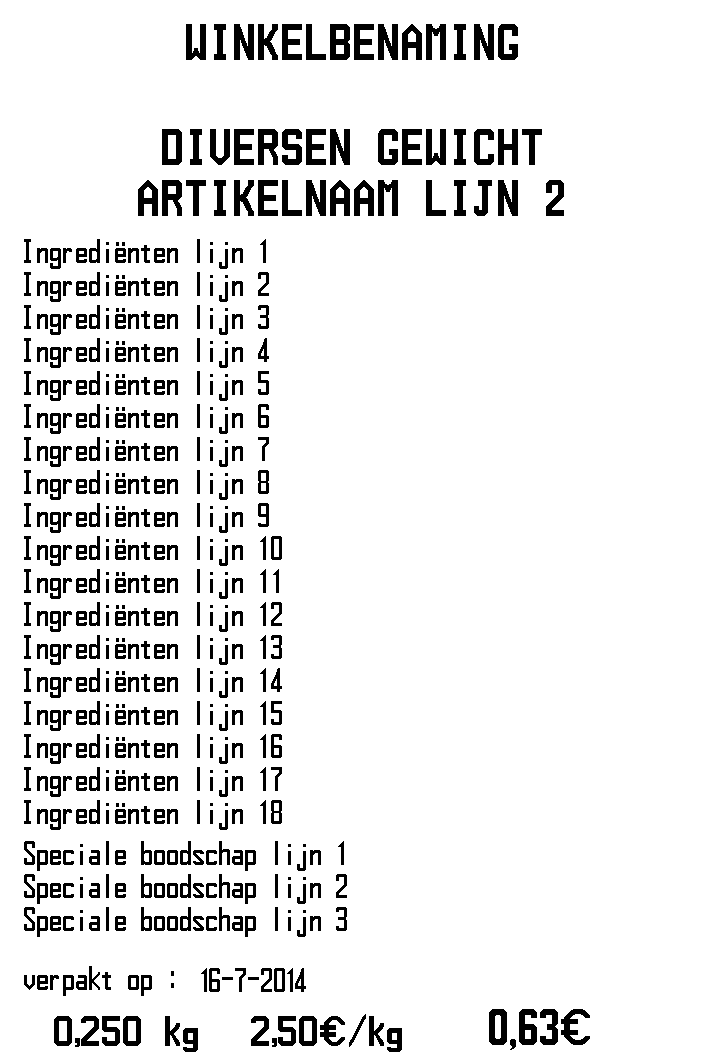 WINKELBENAMING
DIVERSEN GEWICHT
ARTIKELNAAM LIJN 2
Ingrediënten lijn 1
Ingrediënten lijn 2
Ingrediënten lijn 3
Ingrediënten lijn 4
Ingrediënten lijn 5
Ingrediënten lijn 6
Ingrediënten lijn 7
Ingrediënten lijn 8
Ingrediënten lijn 9
Ingrediënten lijn 10
Ingrediënten lijn 11
Ingrediënten lijn 12
Ingrediënten lijn 13
Ingrediënten lijn 14
Ingrediënten lijn 15
Ingrediënten lijn 16
Ingrediënten lijn 17
Ingrediënten lijn 18
Speciale boodschap lijn 1
Speciale boodschap lijn 2
Speciale boodschap lijn 3
verpakt op : 16-7-2014
0,250 kg 2,50€/kg 0,63€